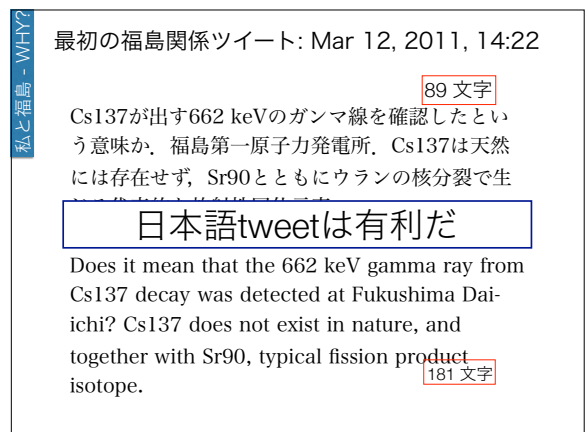 私と福島 - WHY?
最初の福島関係ツイート: Mar 12, 2011, 14:22
89 文字
Cs137が出す662 keVのガンマ線を確認したとい
う意味か．福島第一原子力発電所．Cs137は天然
には存在せず，Sr90とともにウランの核分裂で生
日本語tweetは有利だ
Does it mean that the 662 keV gamma ray from
Cs137 decay was detected at Fukushima Dai-
ichi? Cs137 does not exist in nature, and
together with Sr90, typical fission product
181 文字
isotope.